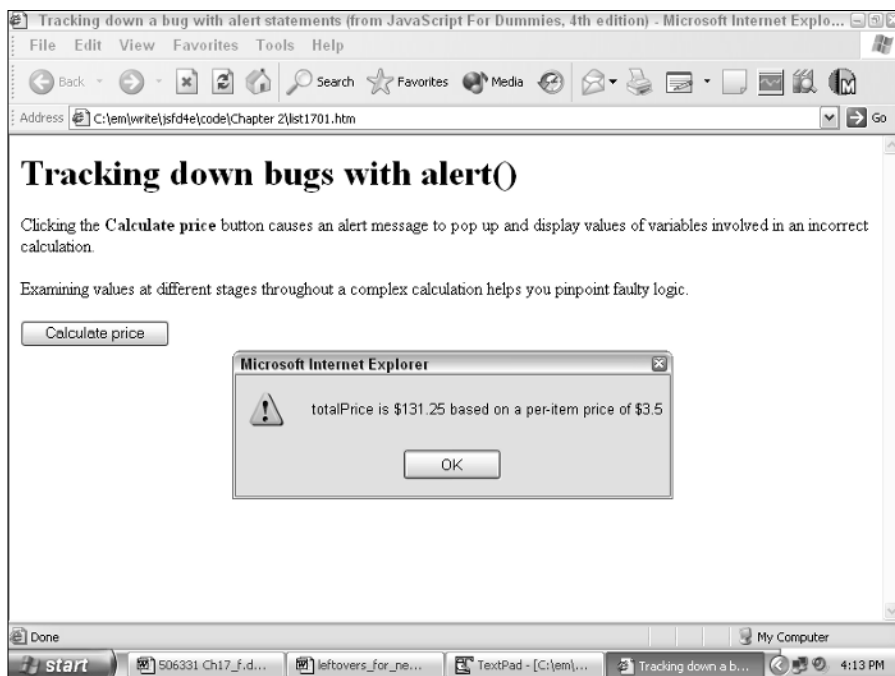 Tracking down a bug with alert statements (from JavaScript For Dummies, 4th edition) - Microsoft Internet Explo...
File Edit View Favorites Tools Help
Back Search Favorites Media
Address C:\em\write\jsfd4e\code\Chapter 2\list1701.htm Go
Tracking down bugs with alert()
Clicking the Calculate price button causes an alert message to pop up and display values of variables involved in an incorrect
calculation.
Examining values at different stages throughout a complex calculation helps you pinpoint faulty logic.
Calculate price
Microsoft Internet Explorer
totalPrice is $131.25 based on a per-item price of $3.5
OK
Done My Computer
start 506331 Ch17_f.d... leftovers_for_ne... TextPad - [C:\em\... Tracking down a b... 4:13 PM